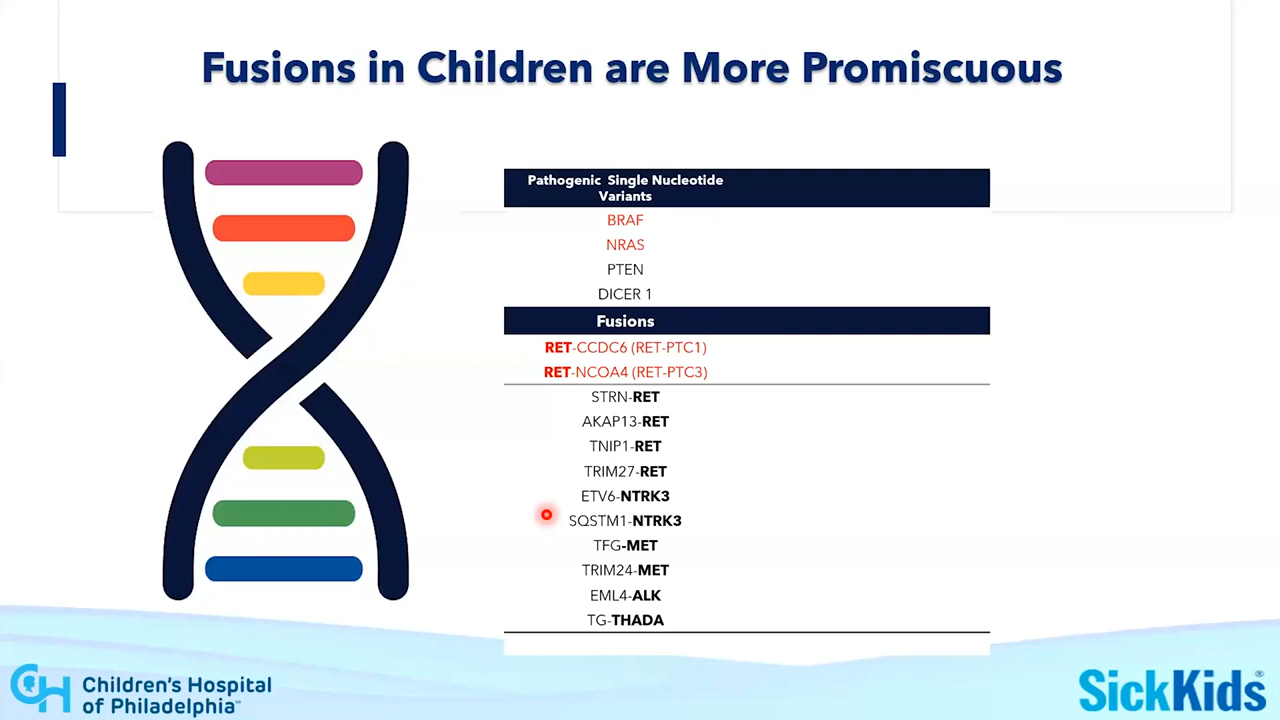 Fusions in Children are More Promiscuous
Pathogenic Single Nucleotide
Variants
BRAF
NRAS
PTEN
DICER 1
Fusions
RET-CCDC6 (RET-PTC1)
RET-NCOA4 (RET-PTC3)
STRN-RET
AKAP13-RET
TNIP1-RET
TRIM27-RET
ETV6-NTRK3
SQSTM1-NTRK3
TFG-MET
TRIM24-MET
EML4-ALK
TG-THADA
CH Children's Hospital
of Philadelphia
SickKids